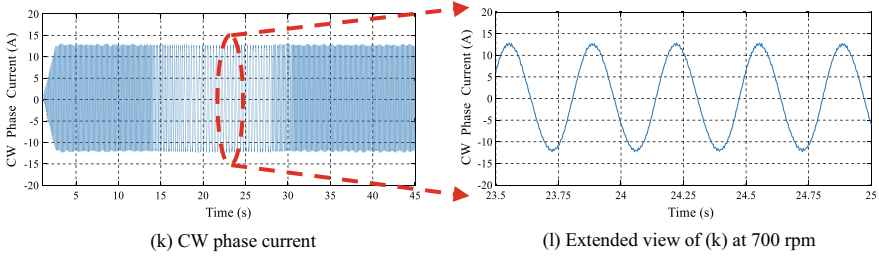 20
15
10
5
0
-5
-10
-15
-20
CW Phase Current (A)
5 10 15 20 25 30 35 40 45
Time (s)
(k) CW phase current
20
15
10
5
0
-5
-10
-15
-20
CW Phase Current (A)
23.5 23.75 24 24.25 24.5 24.75 25
Time (s)
(l) Extended view of (k) at 700 rpm